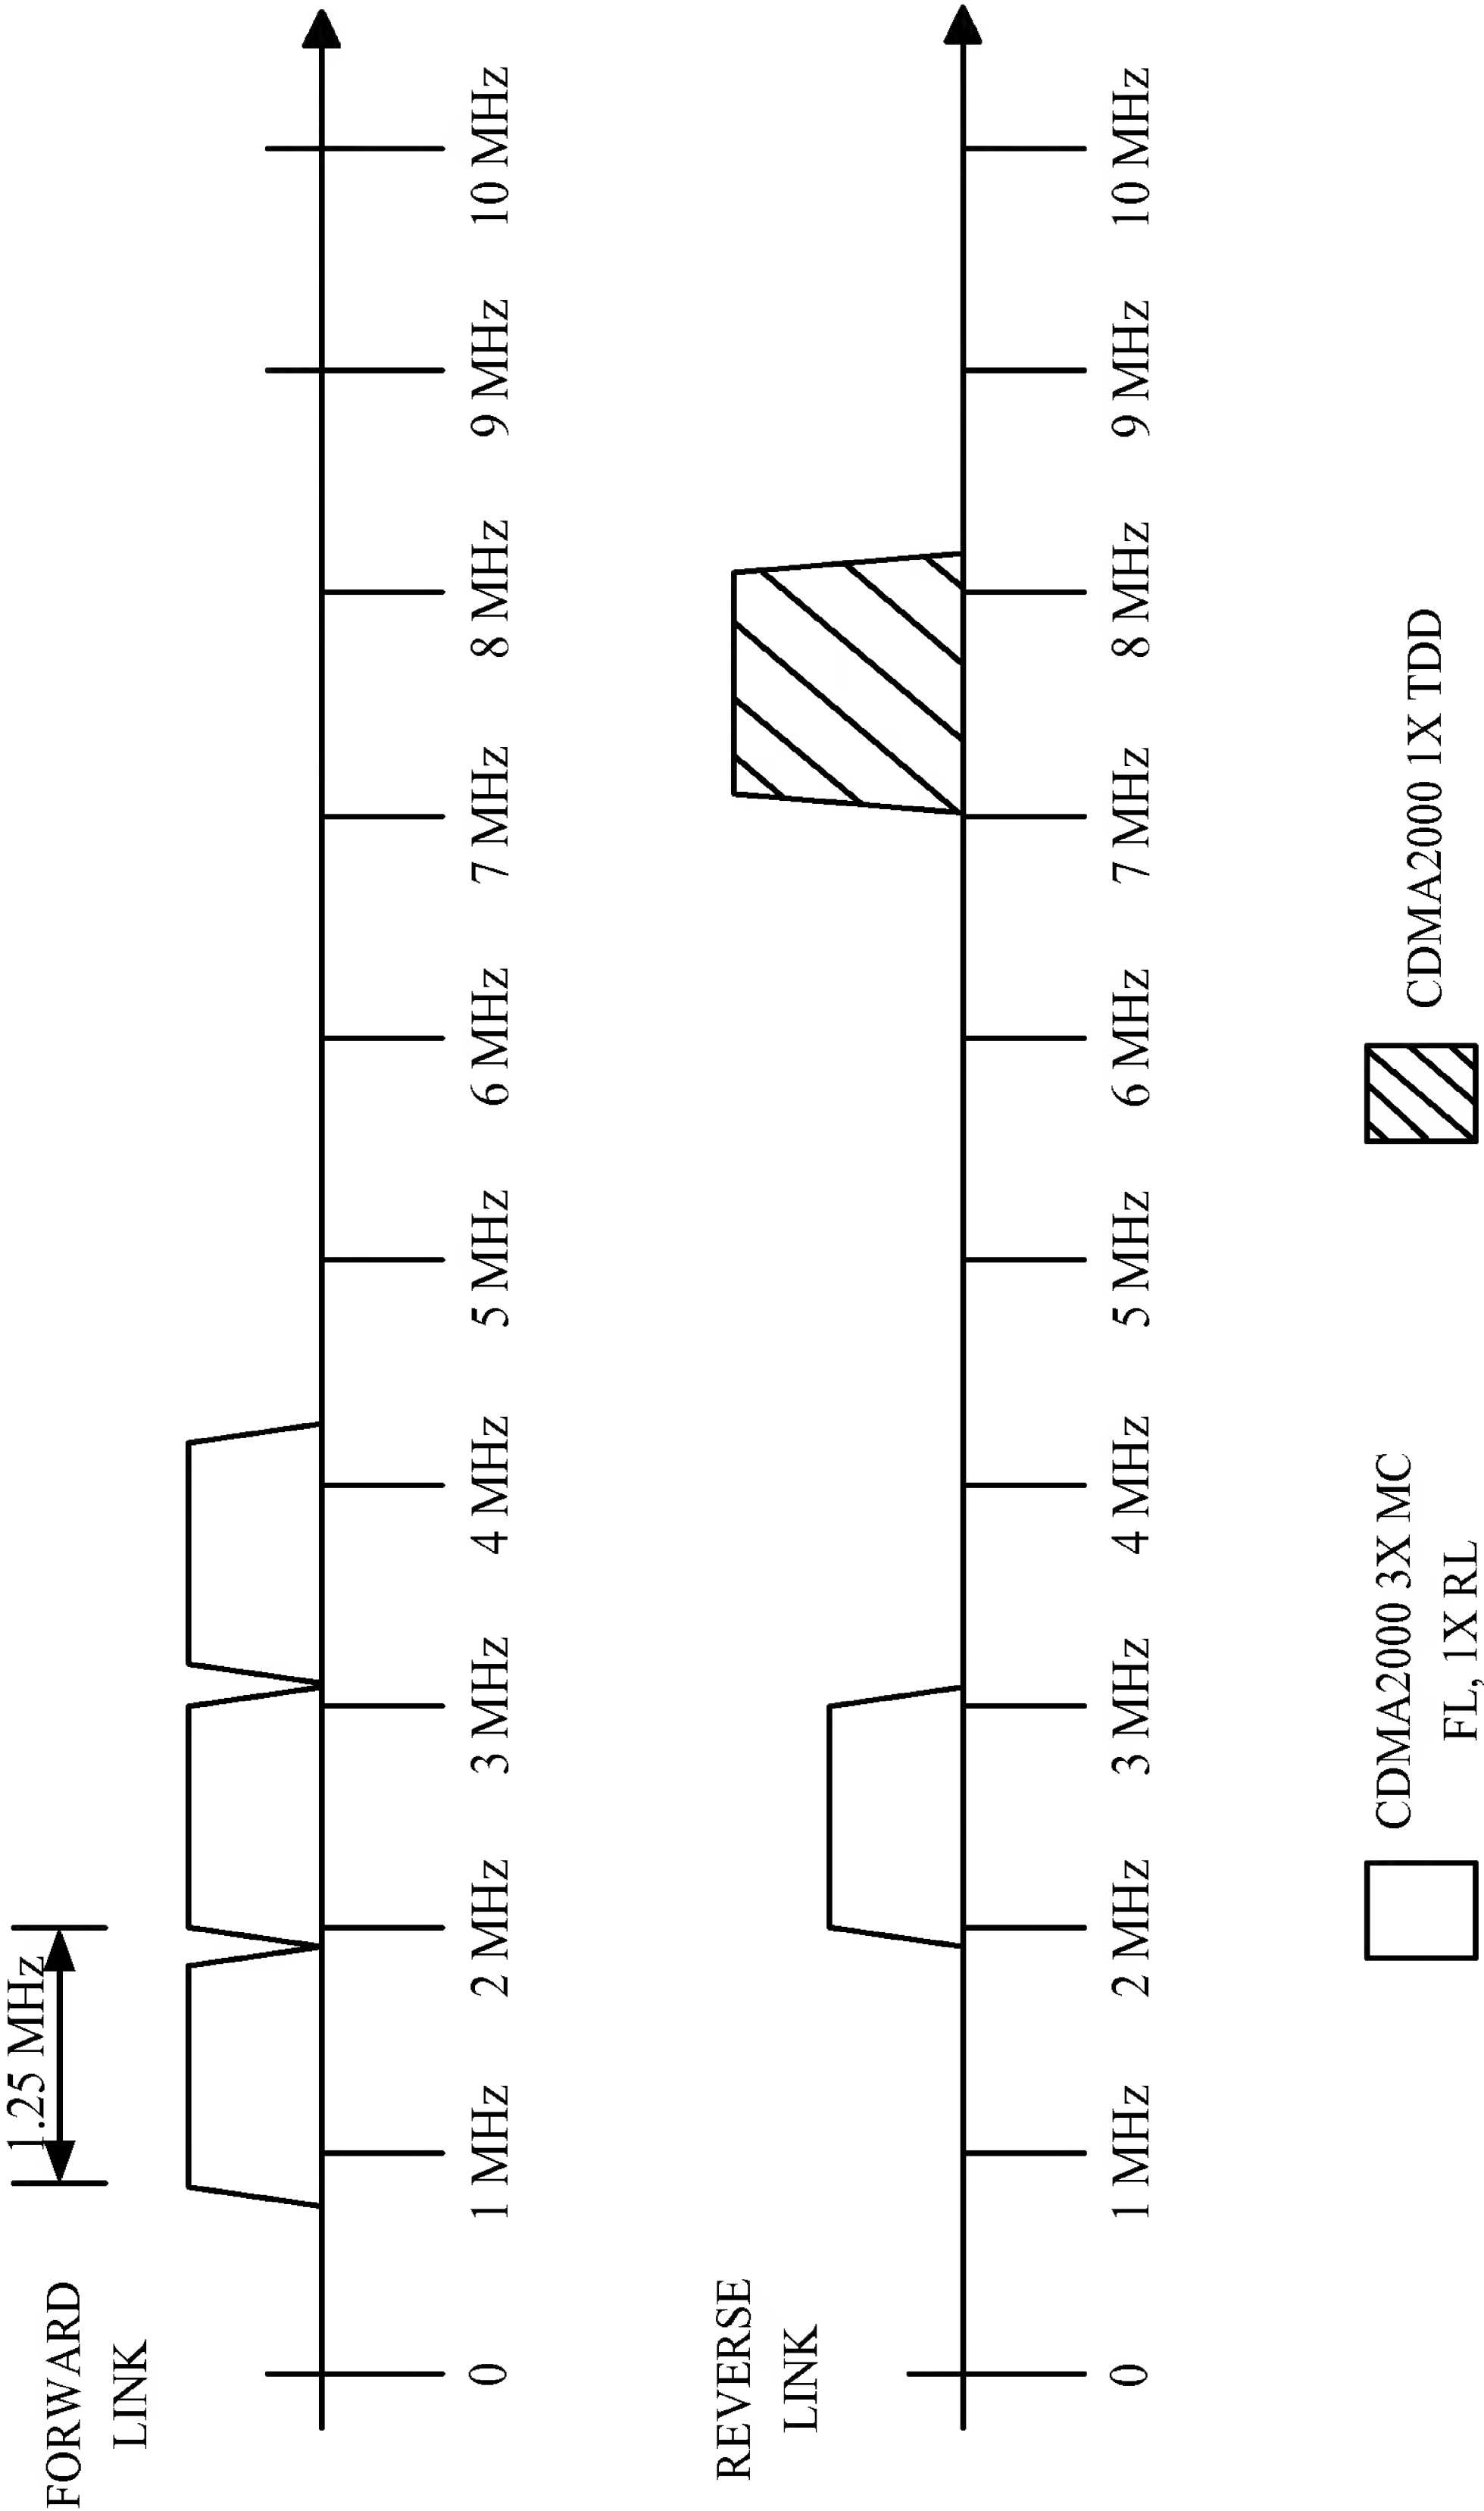 FORWARD
LINK
1.25 MHz
0
1 MHz
2 MHz
3 MHz
4 MHz
5 MHz
6 MHz
7 MHz
8 MHz
9 MHz
10 MHz
REVERSE
LINK
0
1 MHz
2 MHz
3 MHz
4 MHz
5 MHz
6 MHz
7 MHz
8 MHz
9 MHz
10 MHz
CDMA2000 3X MC
FL, 1X RL
CDMA2000 1X TDD